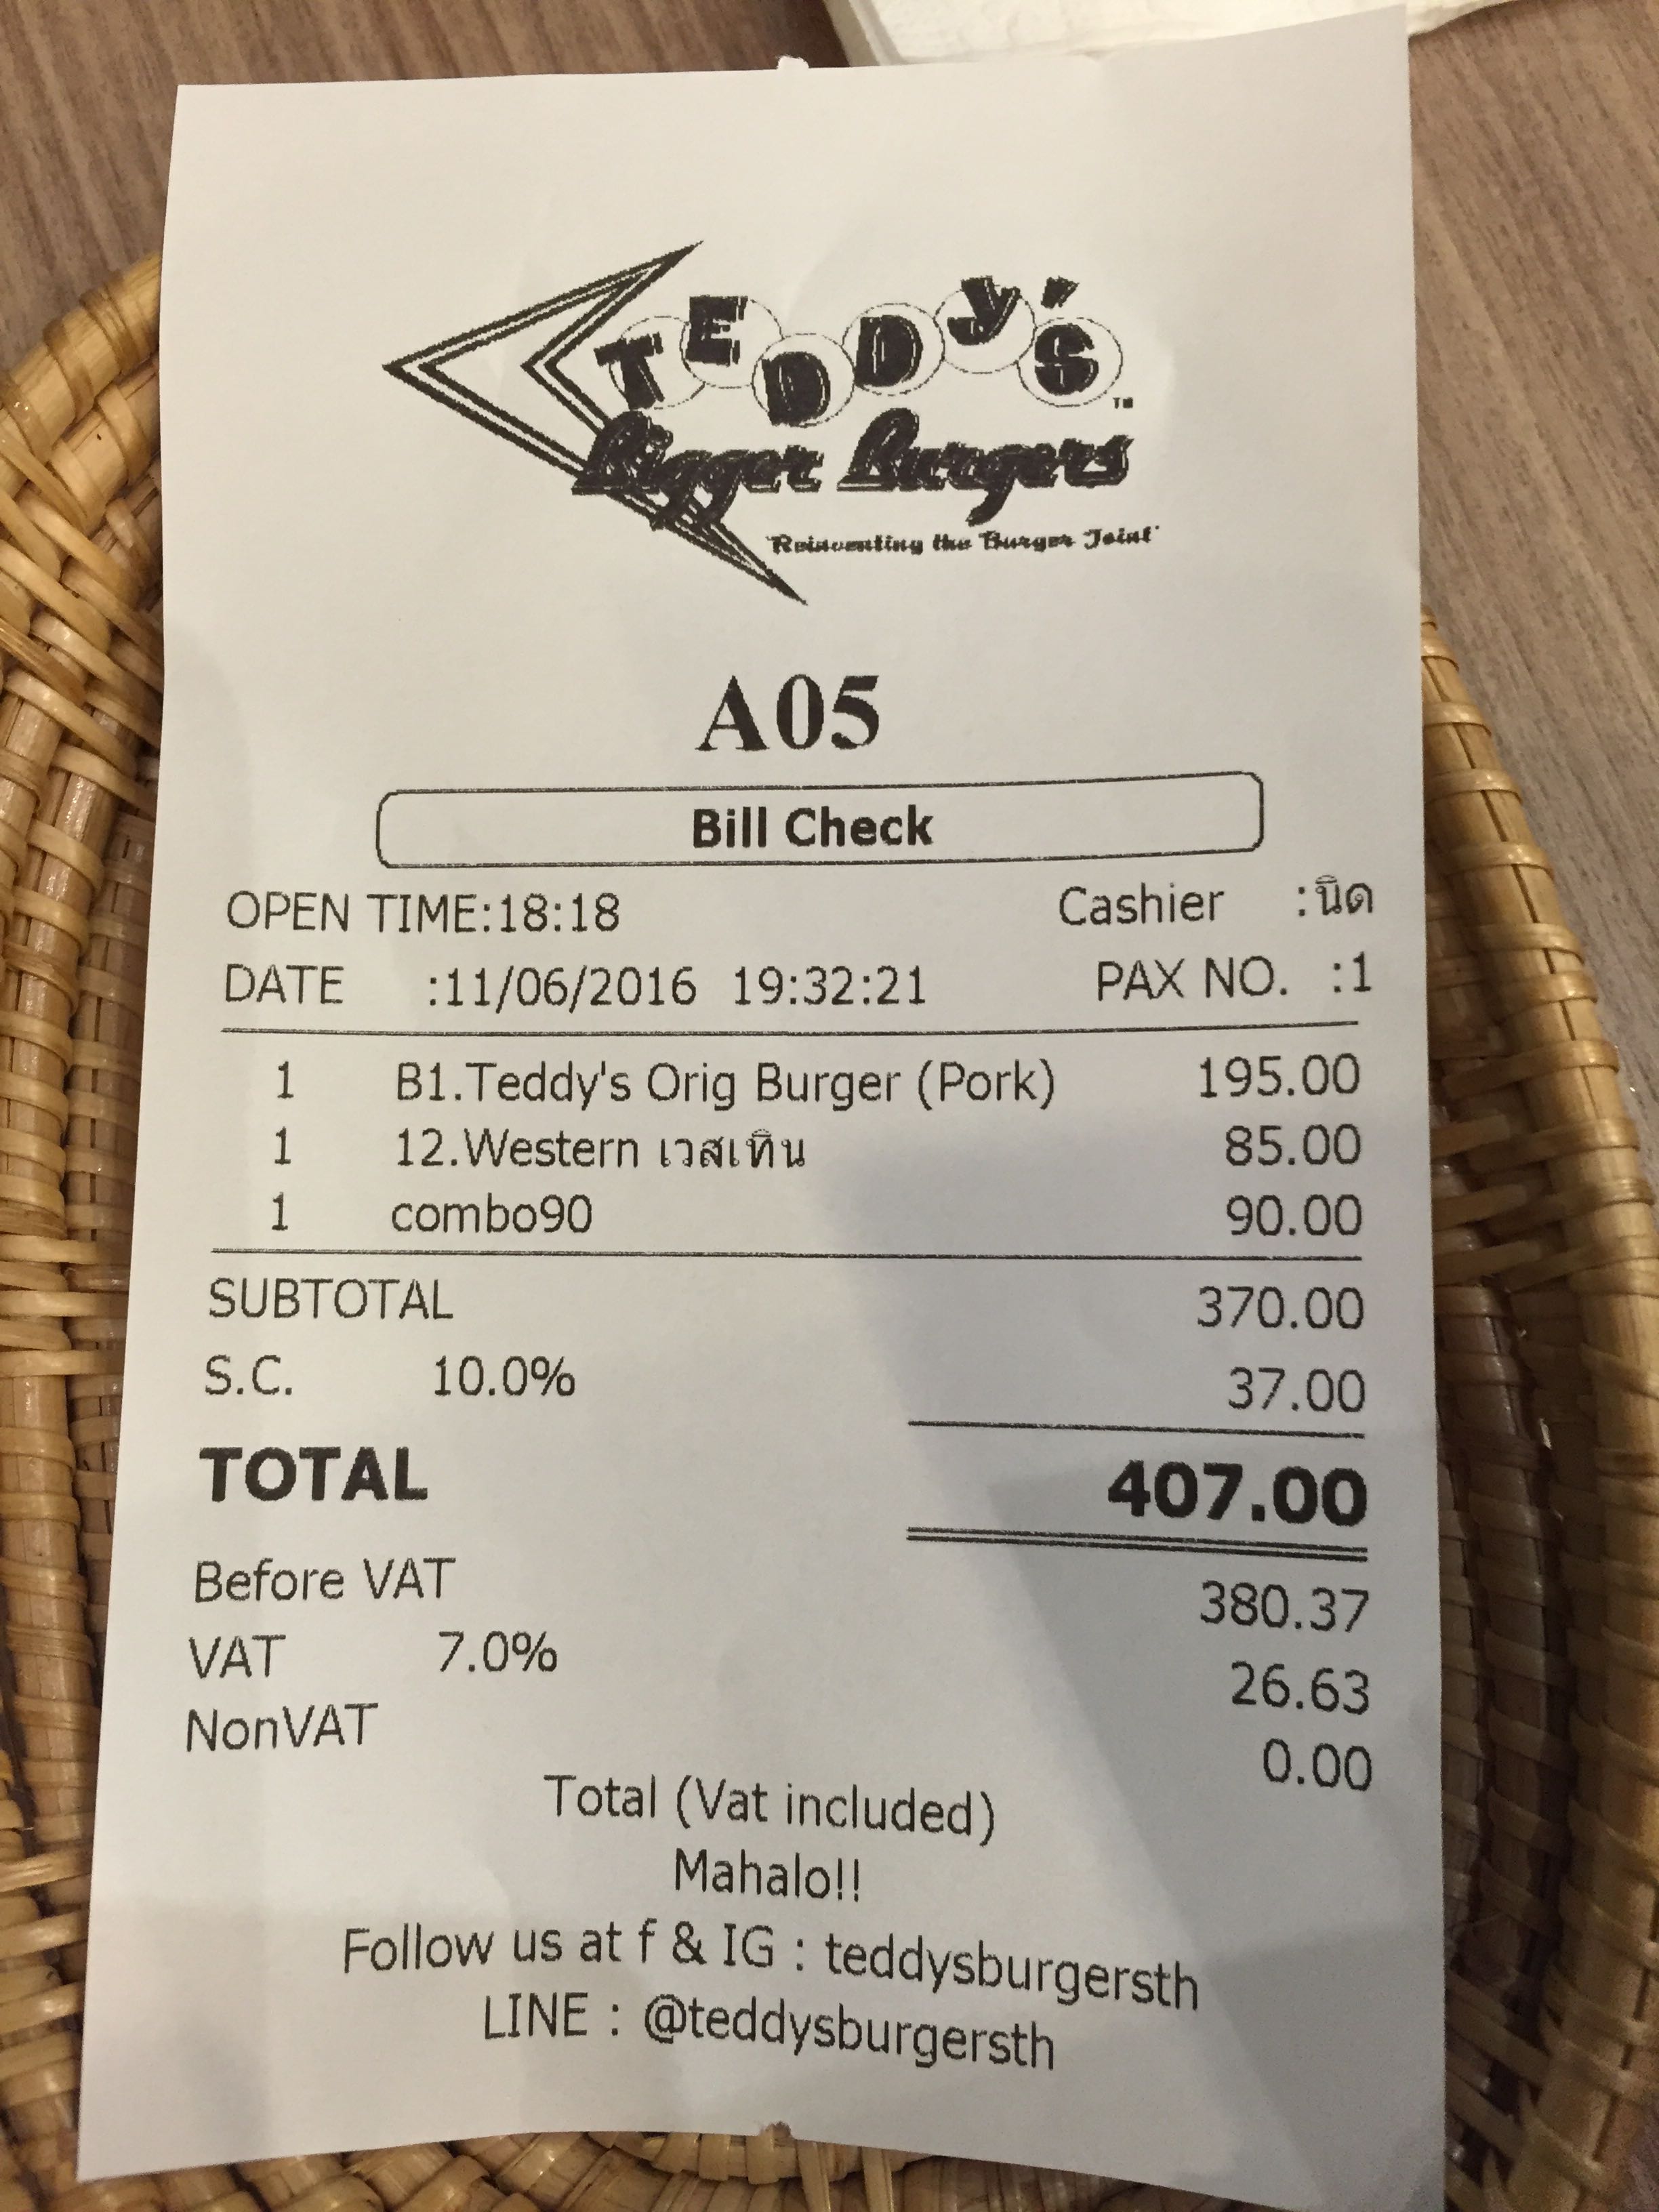 TEDDY'S TM
Bigger Burgers
"Reinventing the Burger Joint"
A05
Bill Check
OPEN TIME:18:18 Cashier :นิด
DATE :11/06/2016 19:32:21 PAX NO. :1
1 B1.Teddy's Orig Burger (Pork) 195.00
1 12.Western เวสเทิน 85.00
1 combo90 90.00
SUBTOTAL 370.00
S.C. 10.0% 37.00
TOTAL 407.00
Before VAT 380.37
VAT 7.0% 26.63
NonVAT 0.00
Total (Vat included)
Mahalo!!
Follow us at f & IG : teddysburgersth
LINE : @teddysburgersth